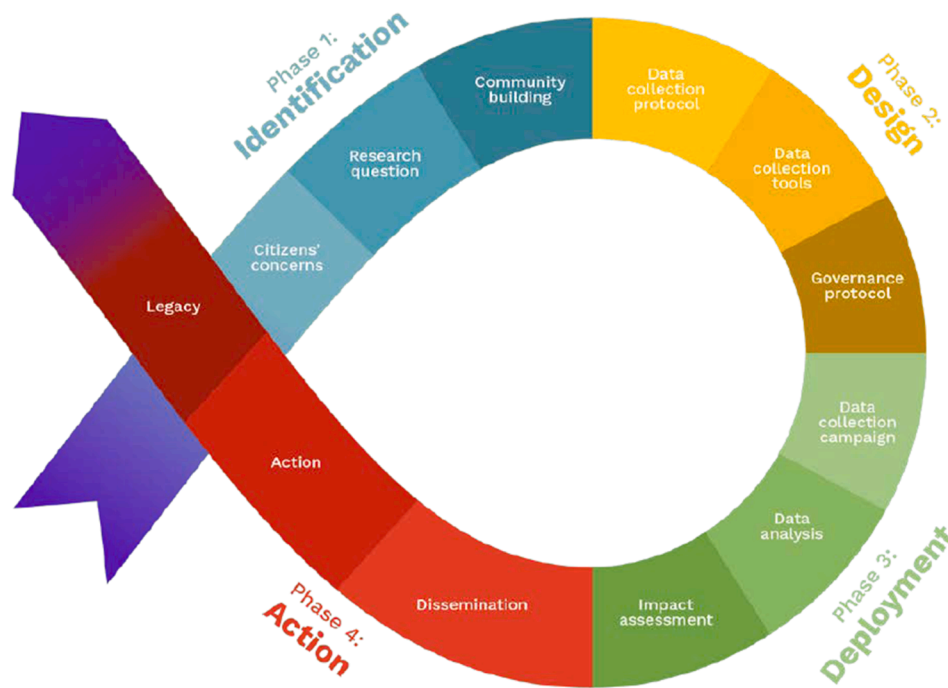 Phase 1:
Identification
Citizens'
concerns
Research
question
Community
building
Phase 2:
Design
Data
collection
protocol
Data
collection
tools
Governance
protocol
Phase 3:
Deployment
Data
collection
campaign
Data
analysis
Impact
assessment
Phase 4:
Action
Dissemination
Action
Legacy